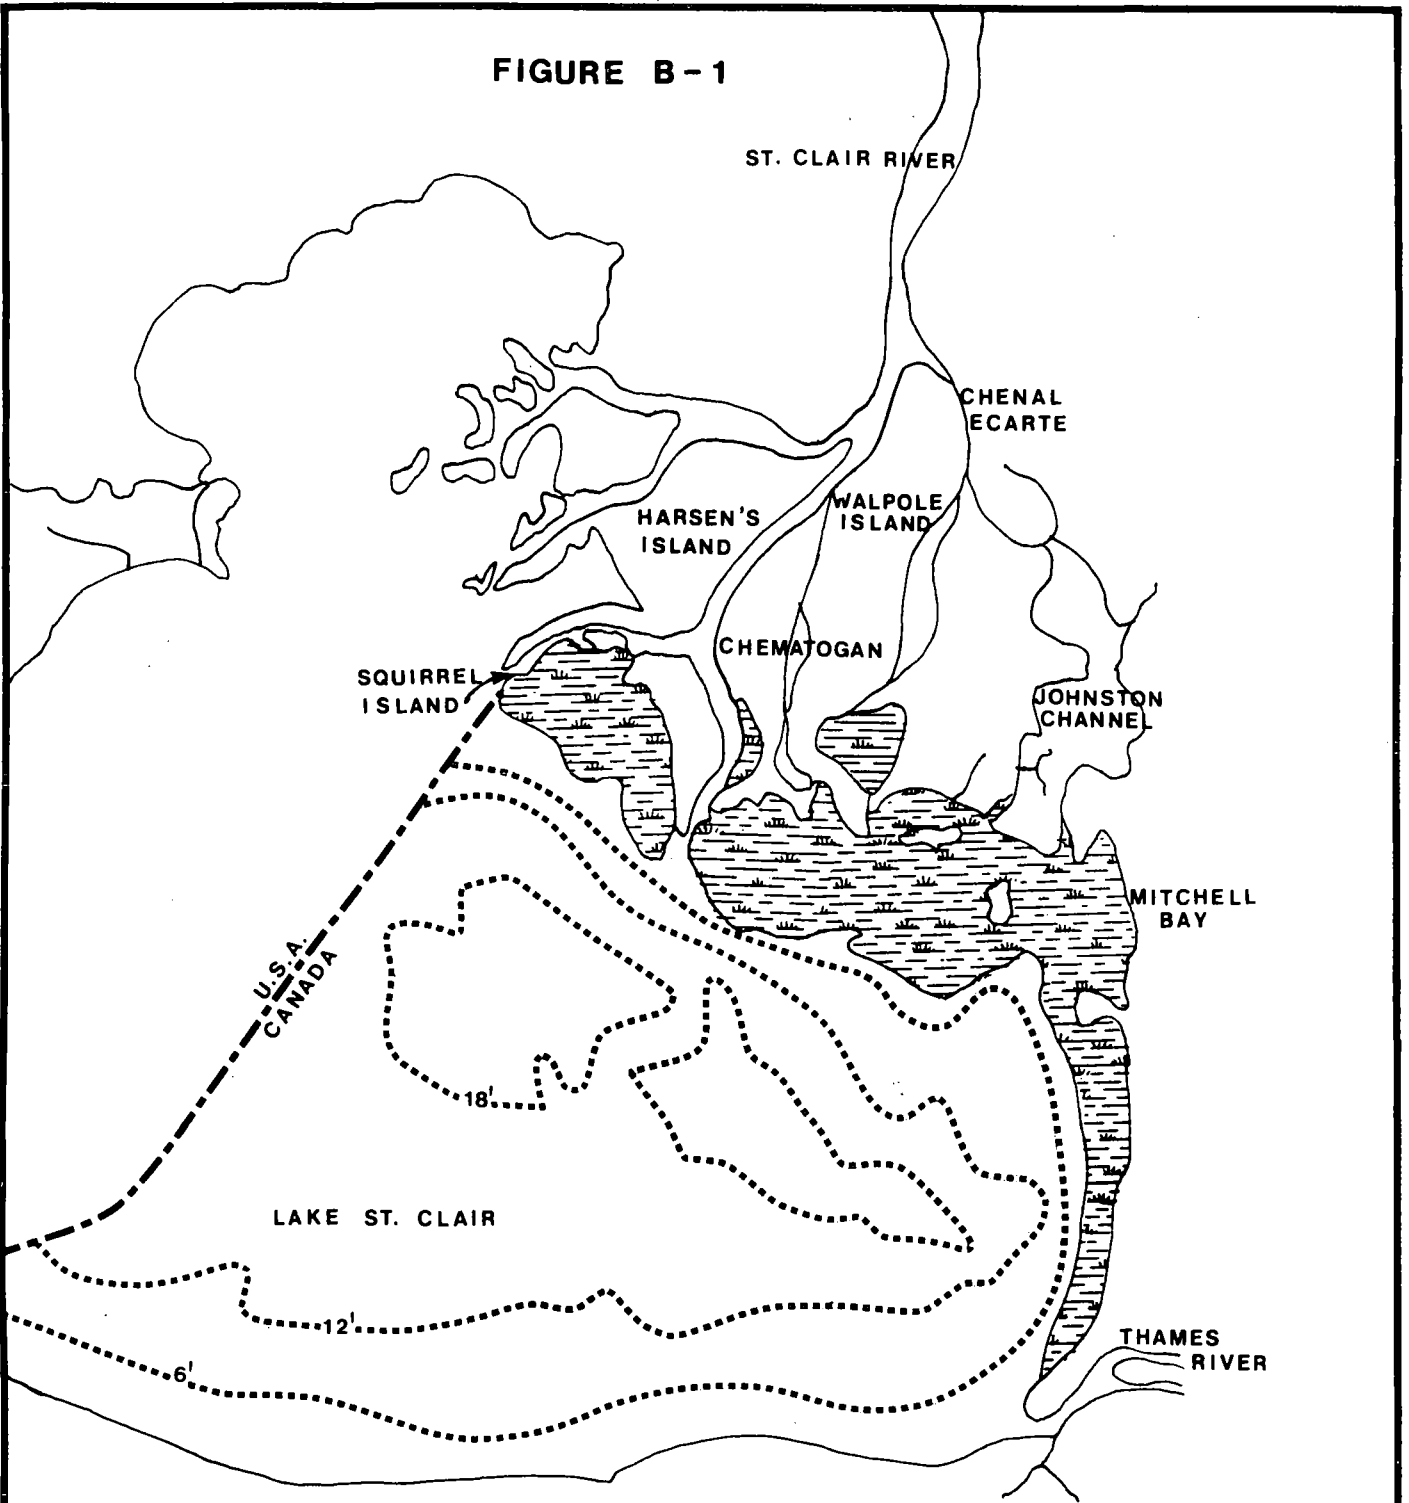 FIGURE B-1
ST. CLAIR RIVER
CHENAL
ECARTE
WALPOLE
ISLAND
HARSEN'S
ISLAND
CHEMATOGAN
SQUIRREL
ISLAND
JOHNSTON
CHANNEL
MITCHELL
BAY
U.S.A.
CANADA
18'
LAKE ST. CLAIR
12'
6'
THAMES
RIVER